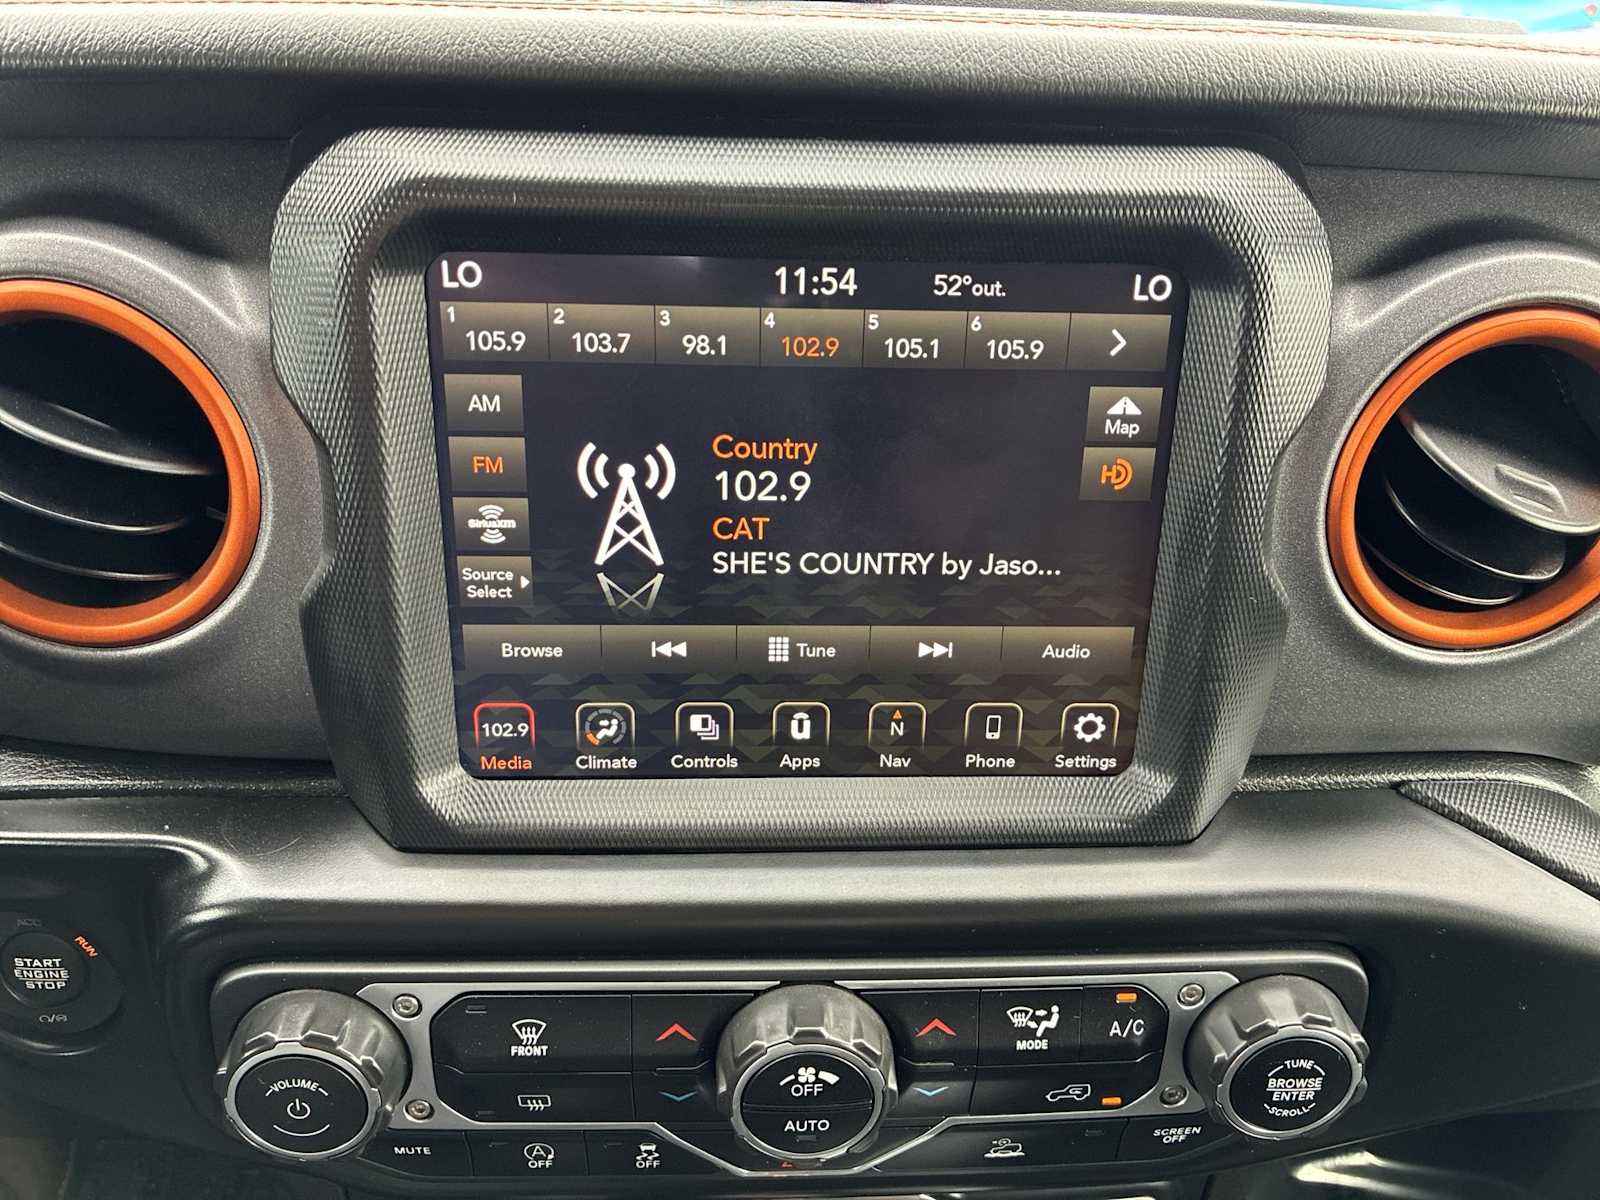 LO 11:54 52°out. LO
1 105.9 2 103.7 3 98.1 4 102.9 5 105.1 6 105.9
AM
FM
SiriusXM
Source
Select
Country
102.9
CAT
SHE'S COUNTRY by Jaso...
Map
HD
Browse Tune Audio
102.9 N
Media Climate Controls Apps Nav Phone Settings
ACC
RUN
START
ENGINE
STOP
VOLUME
MUTE
FRONT
A
OFF
OFF
OFF
AUTO
MODE
A/C
SCREEN
OFF
TUNE
BROWSE
ENTER
SCROLL